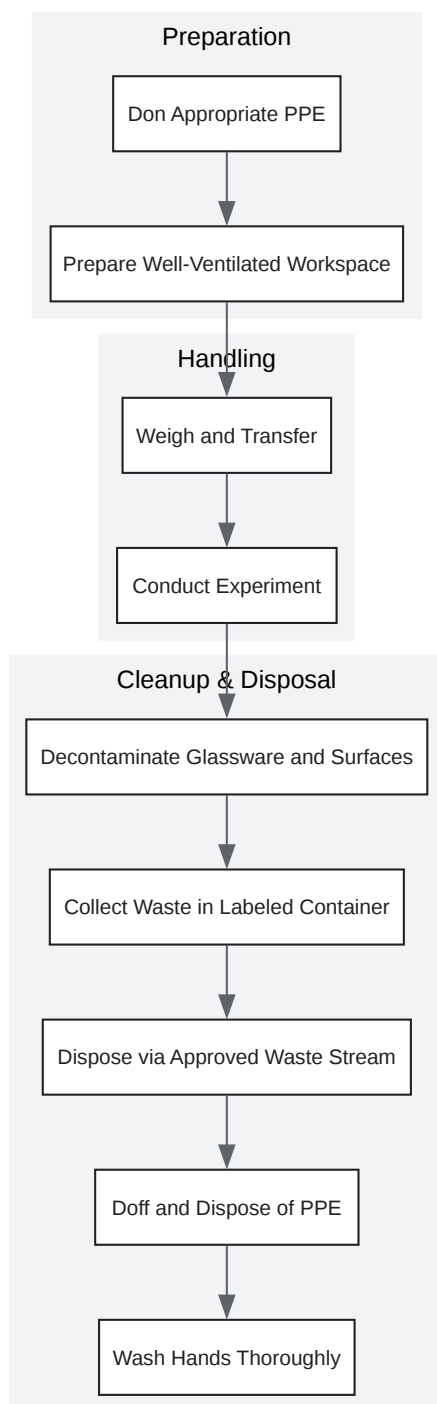 Preparation
Don Appropriate PPE
Prepare Well-Ventilated Workspace
Handling
Weigh and Transfer
Conduct Experiment
Cleanup & Disposal
Decontaminate Glassware and Surfaces
Collect Waste in Labeled Container
Dispose via Approved Waste Stream
Doff and Dispose of PPE
Wash Hands Thoroughly